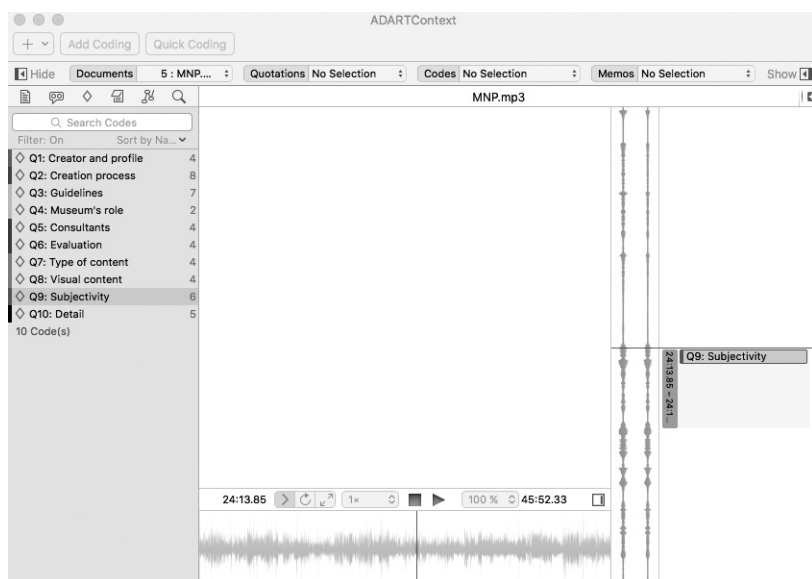 ADARTContext
Add Coding Quick Coding
Hide Documents 5 : MNP.... Quotations No Selection Codes No Selection Memos No Selection Show
MNP.mp3
Search Codes
Filter: On Sort by Na...
Q1: Creator and profile 4
Q2: Creation process 8
Q3: Guidelines 7
Q4: Museum's role 2
Q5: Consultants 4
Q6: Evaluation 4
Q7: Type of content 4
Q8: Visual content 4
Q9: Subjectivity 6
Q10: Detail 5
10 Code(s)
24:13.85 – 24:1...
Q9: Subjectivity
24:13.85 1× 100 % 45:52.33